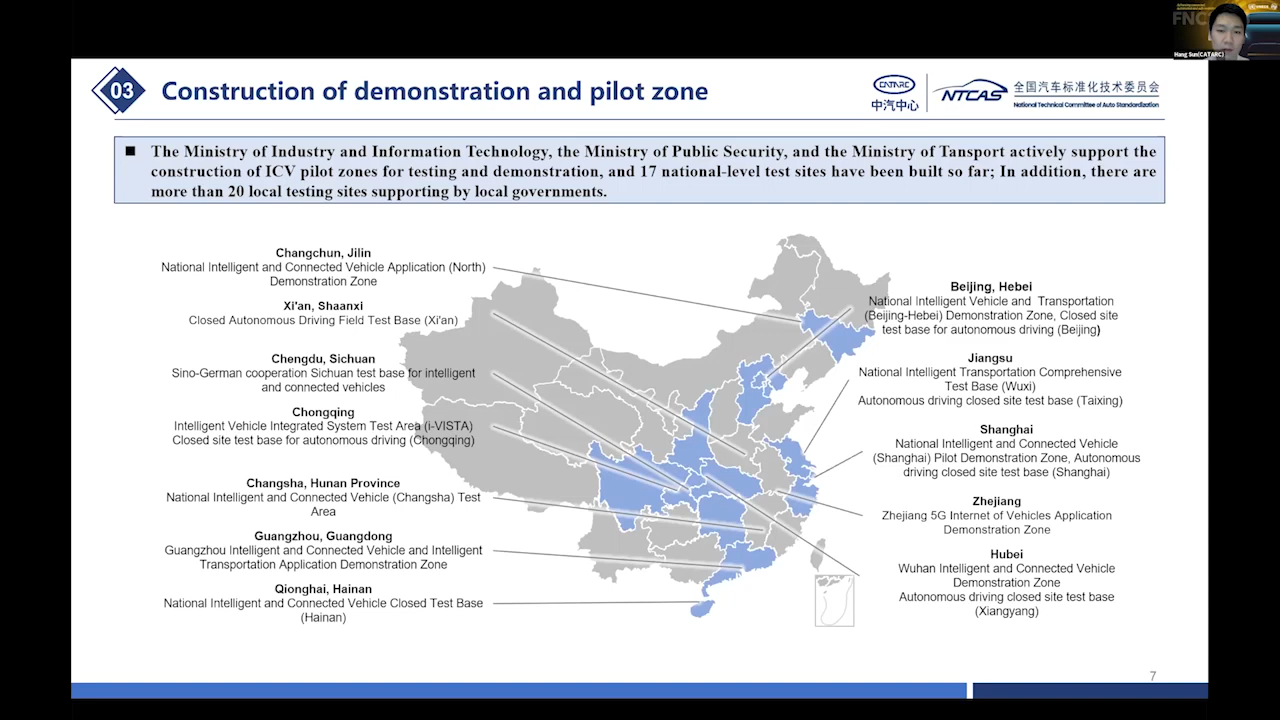 FNC
Hang Sun(CATARC)
03
Construction of demonstration and pilot zone
CATARC
中汽中心
NTCAS
全国汽车标准化技术委员会
National Technical Committee of Auto Standardization
■ The Ministry of Industry and Information Technology, the Ministry of Public Security, and the Ministry of Tansport actively support the
construction of ICV pilot zones for testing and demonstration, and 17 national-level test sites have been built so far; In addition, there are
more than 20 local testing sites supporting by local governments.
Changchun, Jilin
National Intelligent and Connected Vehicle Application (North)
Demonstration Zone
Xi'an, Shaanxi
Closed Autonomous Driving Field Test Base (Xi'an)
Chengdu, Sichuan
Sino-German cooperation Sichuan test base for intelligent
and connected vehicles
Chongqing
Intelligent Vehicle Integrated System Test Area (i-VISTA)
Closed site test base for autonomous driving (Chongqing)
Changsha, Hunan Province
National Intelligent and Connected Vehicle (Changsha) Test
Area
Guangzhou, Guangdong
Guangzhou Intelligent and Connected Vehicle and Intelligent
Transportation Application Demonstration Zone
Qionghai, Hainan
National Intelligent and Connected Vehicle Closed Test Base
(Hainan)
Beijing, Hebei
National Intelligent Vehicle and Transportation
(Beijing-Hebei) Demonstration Zone, Closed site
test base for autonomous driving (Beijing)
Jiangsu
National Intelligent Transportation Comprehensive
Test Base (Wuxi)
Autonomous driving closed site test base (Taixing)
Shanghai
National Intelligent and Connected Vehicle
(Shanghai) Pilot Demonstration Zone, Autonomous
driving closed site test base (Shanghai)
Zhejiang
Zhejiang 5G Internet of Vehicles Application
Demonstration Zone
Hubei
Wuhan Intelligent and Connected Vehicle
Demonstration Zone
Autonomous driving closed site test base
(Xiangyang)
7